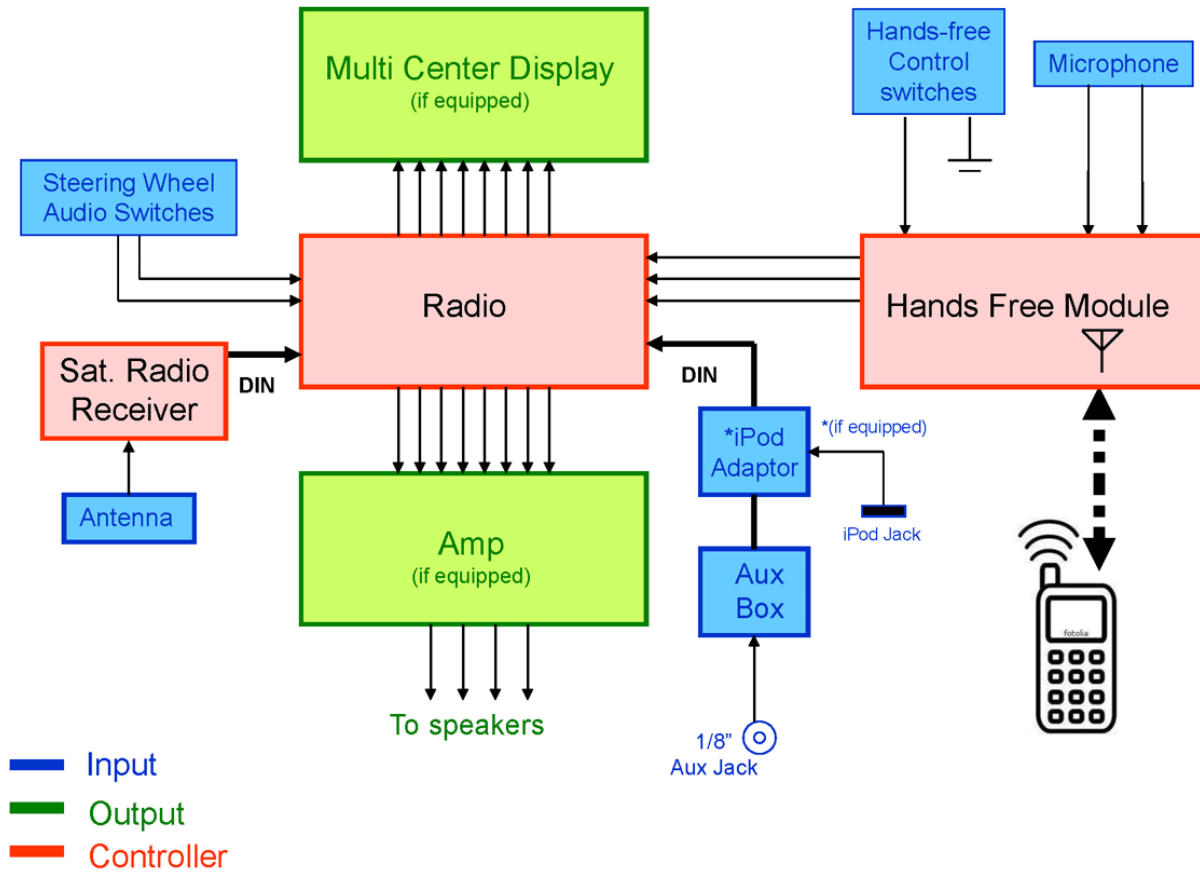 Multi Center Display
(if equipped)
Hands-free
Control
switches
Microphone
Steering Wheel
Audio Switches
Radio
Hands Free Module
Sat. Radio
Receiver
DIN
DIN
*iPod
Adaptor
*(if equipped)
Antenna
iPod Jack
Amp
(if equipped)
Aux
Box
fotolia
To speakers
1/8”
Aux Jack
Input
Output
Controller